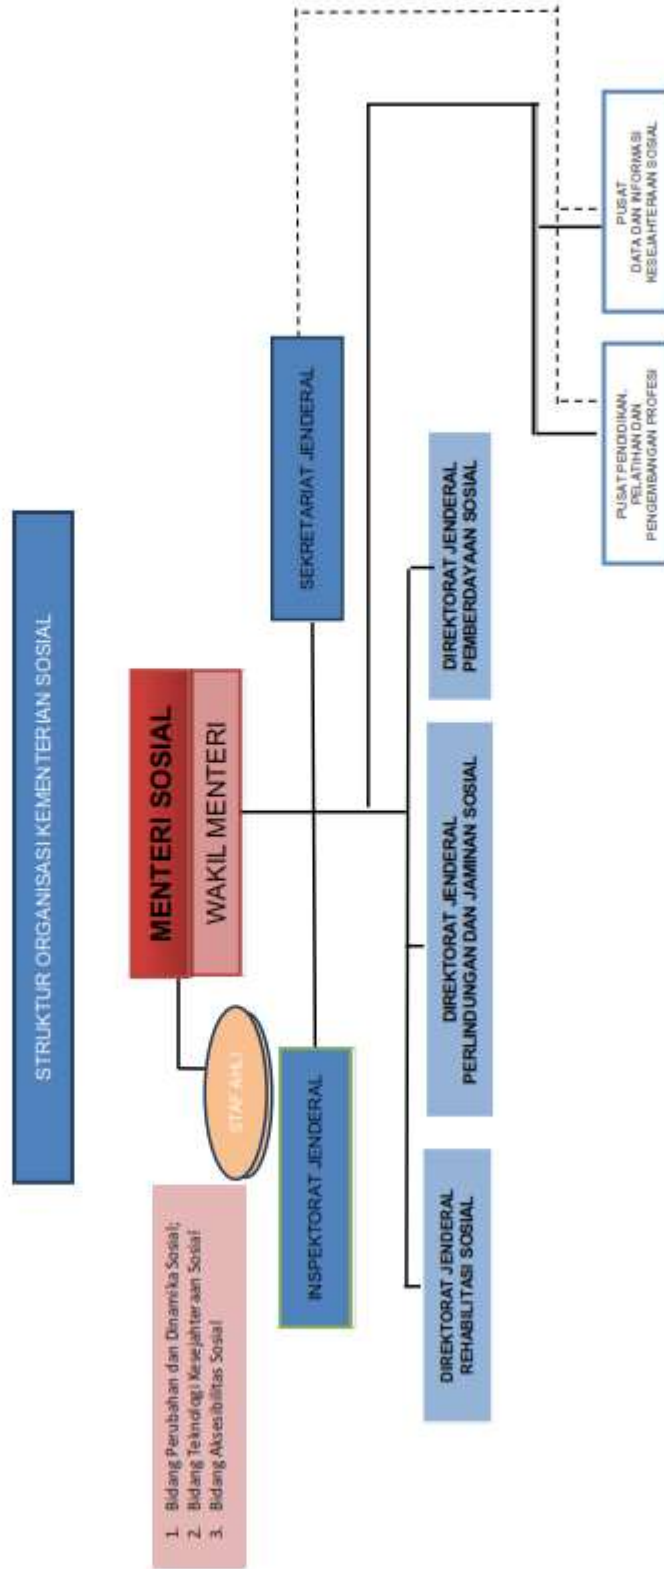 STRUKTUR ORGANISASI KEMENTERIAN SOSIAL
MENTERI SOSIAL
WAKIL MENTERI
STAF AHLI
1. Bidang Perubahan dan Dinamika Sosial;
2. Bidang Teknologi Kesejahteraan Sosial
3. Bidang Aksesibilitas Sosial
INSPEKTORAT JENDERAL
SEKRETARIAT JENDERAL
DIREKTORAT JENDERAL
REHABILITASI SOSIAL
DIREKTORAT JENDERAL
PERLINDUNGAN DAN JAMINAN SOSIAL
DIREKTORAT JENDERAL
PEMBERDAYAAN SOSIAL
PUSAT PENDIDIKAN,
PELATIHAN DAN
PENGEMBANGAN PROFESI
PUSAT
DATA DAN INFORMASI
KESEJAHTERAAN SOSIAL